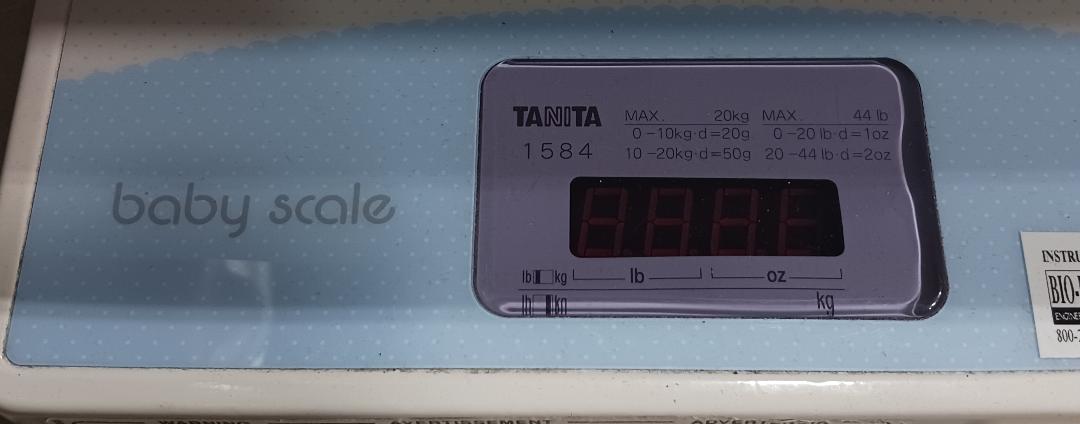 TANITA
1584
MAX. 20kg MAX. 44 lb
0-10kg·d=20g 0-20 lb·d=1oz
10-20kg·d=50g 20-44 lb·d=2oz
baby scale
lb kg lb oz
lb kg kg
WARNING